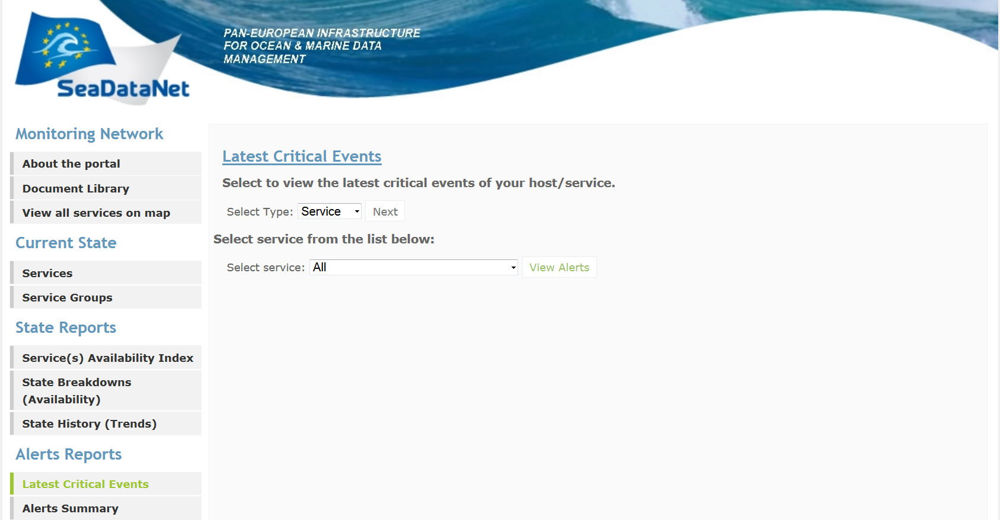 PAN-EUROPEAN INFRASTRUCTURE
FOR OCEAN & MARINE DATA
MANAGEMENT
SeaDataNet
Monitoring Network
About the portal
Document Library
View all services on map
Current State
Services
Service Groups
State Reports
Service(s) Availability Index
State Breakdowns
(Availability)
State History (Trends)
Alerts Reports
Latest Critical Events
Alerts Summary
Latest Critical Events
Select to view the latest critical events of your host/service.
Select Type: Service Next
Select service from the list below:
Select service: All View Alerts